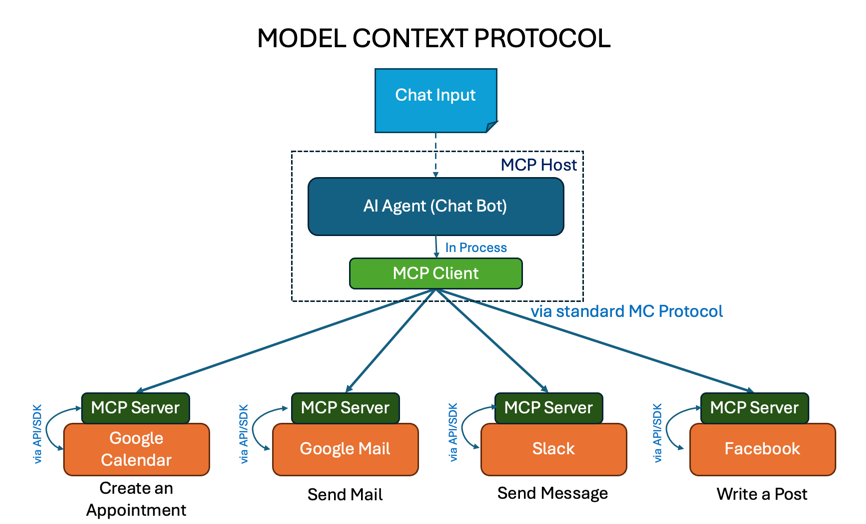 MODEL CONTEXT PROTOCOL
Chat Input
MCP Host
AI Agent (Chat Bot)
In Process
MCP Client
via standard MC Protocol
via API/SDK
MCP Server
Google
Calendar
Create an
Appointment
via API/SDK
MCP Server
Google Mail
Send Mail
via API/SDK
MCP Server
Slack
Send Message
via API/SDK
MCP Server
Facebook
Write a Post